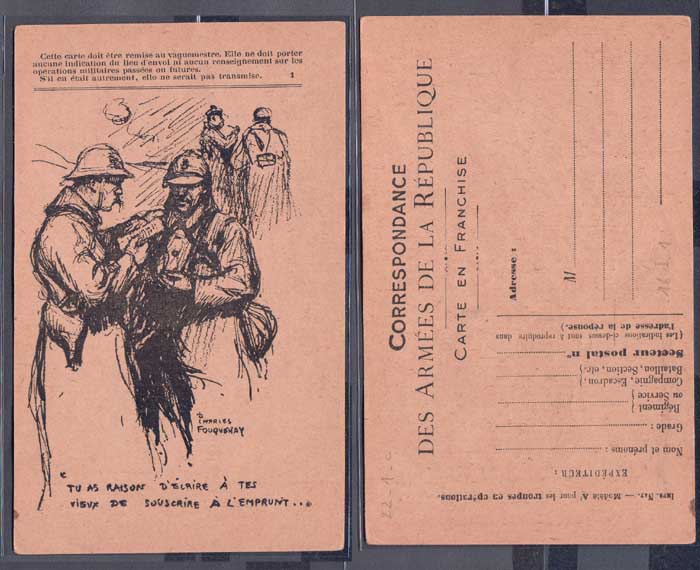 Cette carte doit être remise au vaguemestre. Elle ne doit porter
aucune indication du lieu d'envoi ni aucun renseignement sur les
opérations militaires passées ou futures.
S'il en était autrement, elle ne serait pas transmise. 1
CHARLES
FOUQUERAY
"TU AS RAISON D'ÉCRIRE À TES
VIEUX DE SOUSCRIRE À L'EMPRUNT...
CORRESPONDANCE
DES ARMÉES DE LA RÉPUBLIQUE
CARTE EN FRANCHISE
Adresse :
M
IMPR. NAT. — Modèle A pour les troupes en opérations.
EXPÉDITEUR :
Nom et prénoms :
Grade :
Régiment
ou Service
Compagnie, Escadron,
Bataillon, Section, etc.
Secteur postal n°
(Les indications ci-dessus sont à reproduire dans
l'adresse de la réponse.)